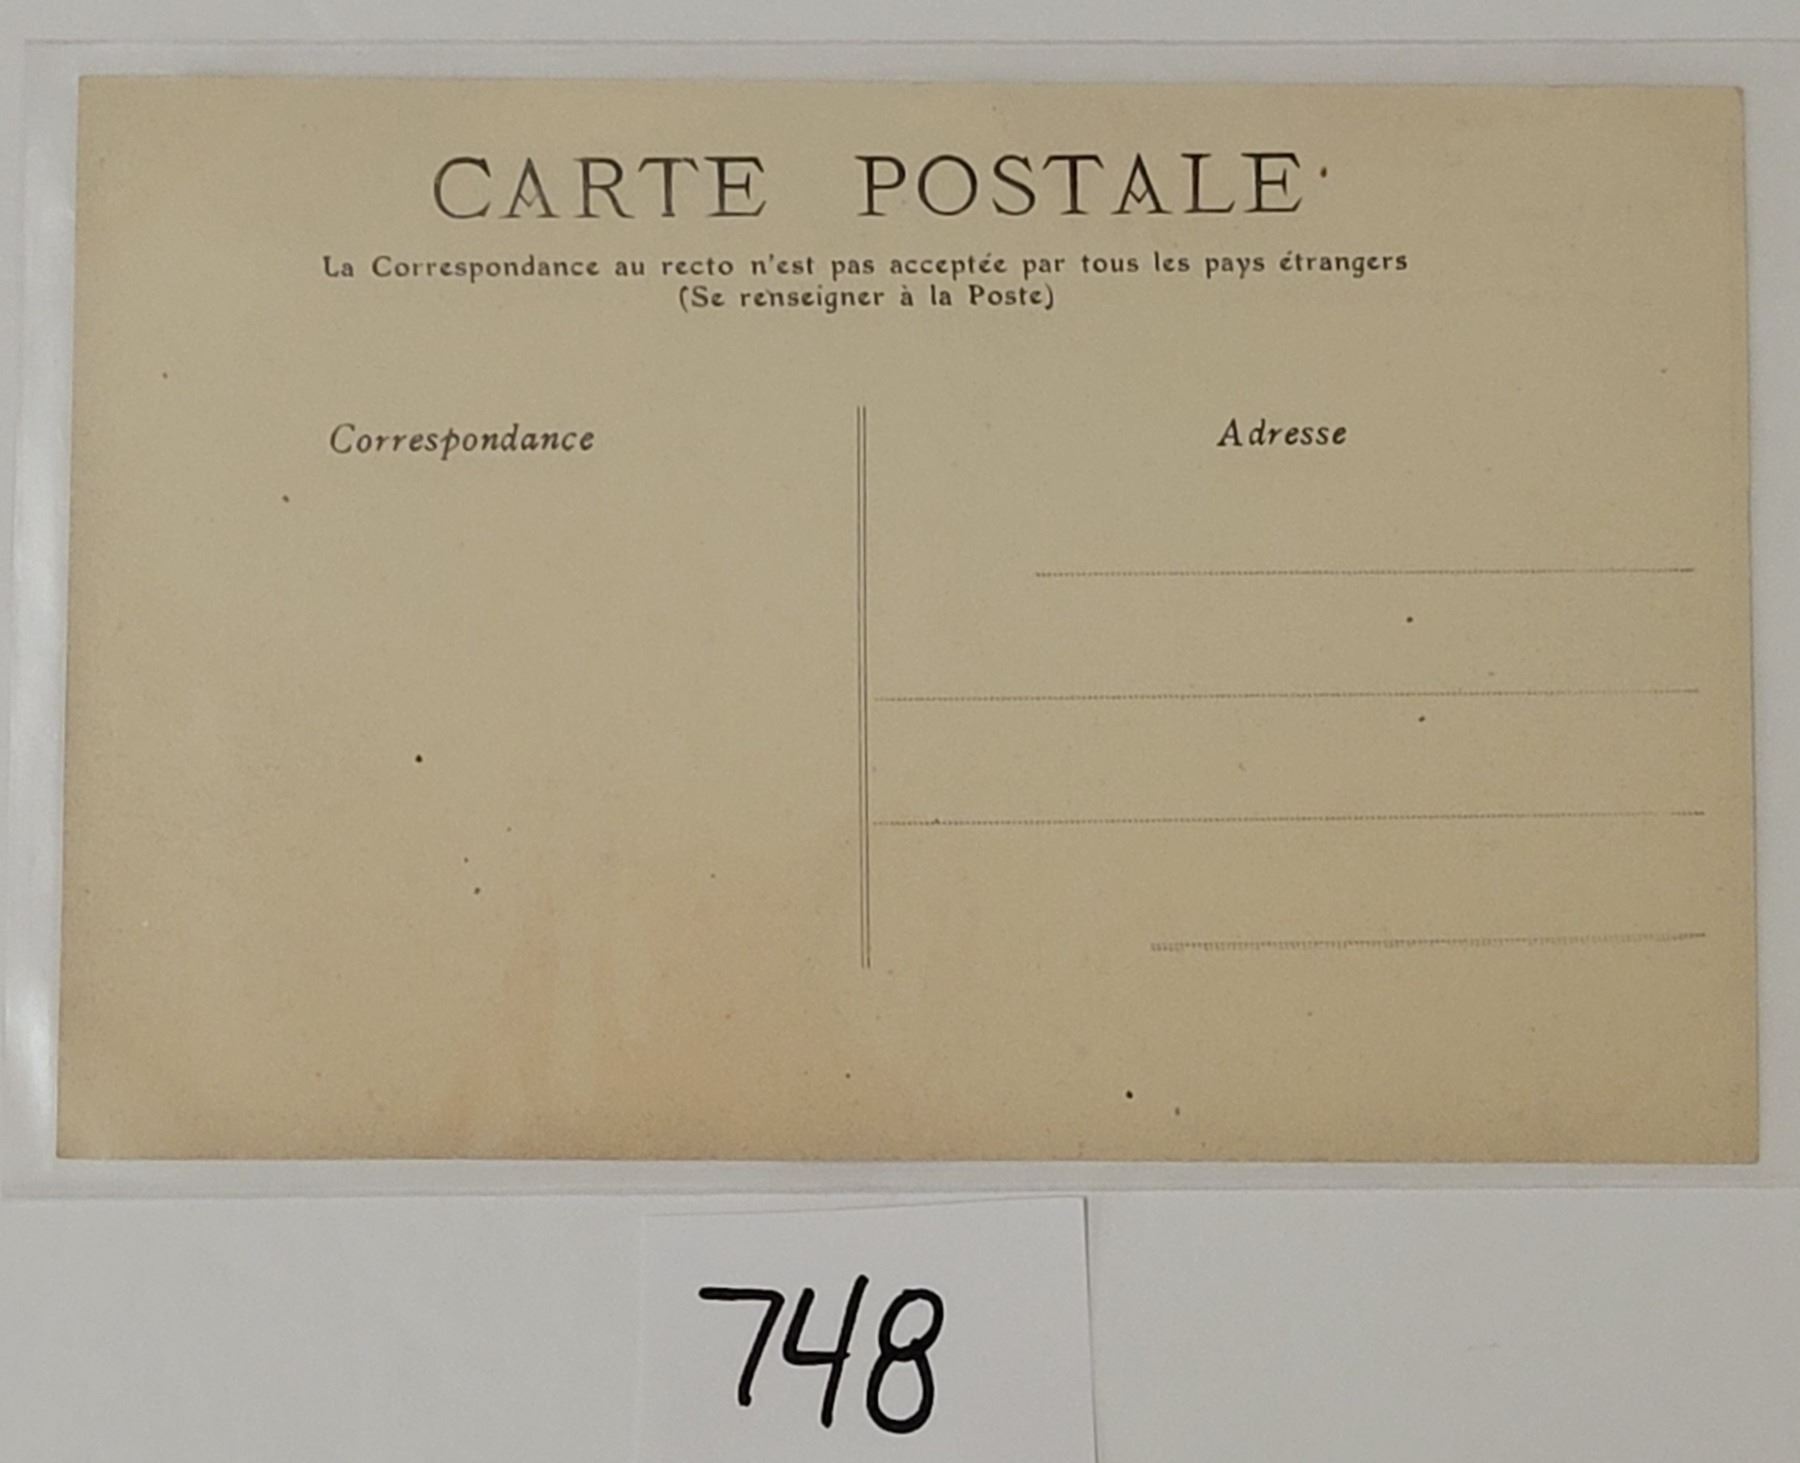 CARTE POSTALE
La Correspondance au recto n'est pas acceptée par tous les pays étrangers
(Se renseigner à la Poste)
Correspondance
Adresse
748